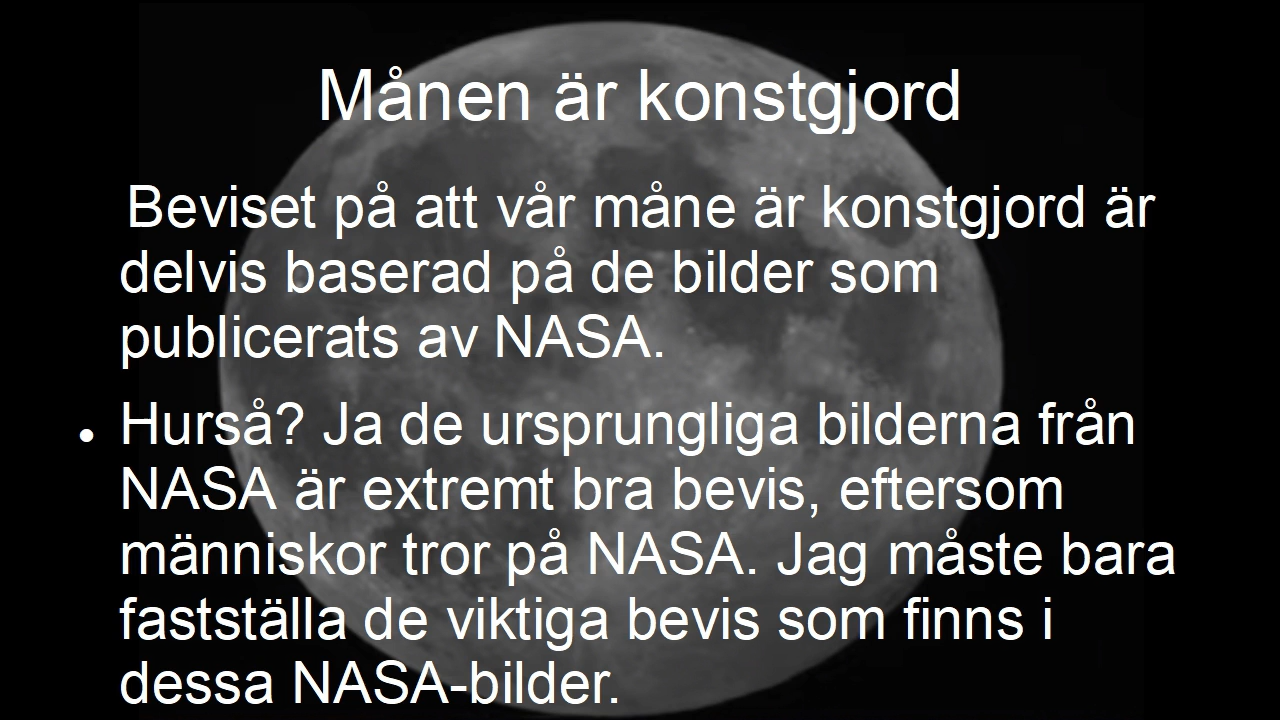 Månen är konstgjord
Beviset på att vår måne är konstgjord är
delvis baserad på de bilder som
publicerats av NASA.
• Hurså? Ja de ursprungliga bilderna från
NASA är extremt bra bevis, eftersom
människor tror på NASA. Jag måste bara
fastställa de viktiga bevis som finns i
dessa NASA-bilder.